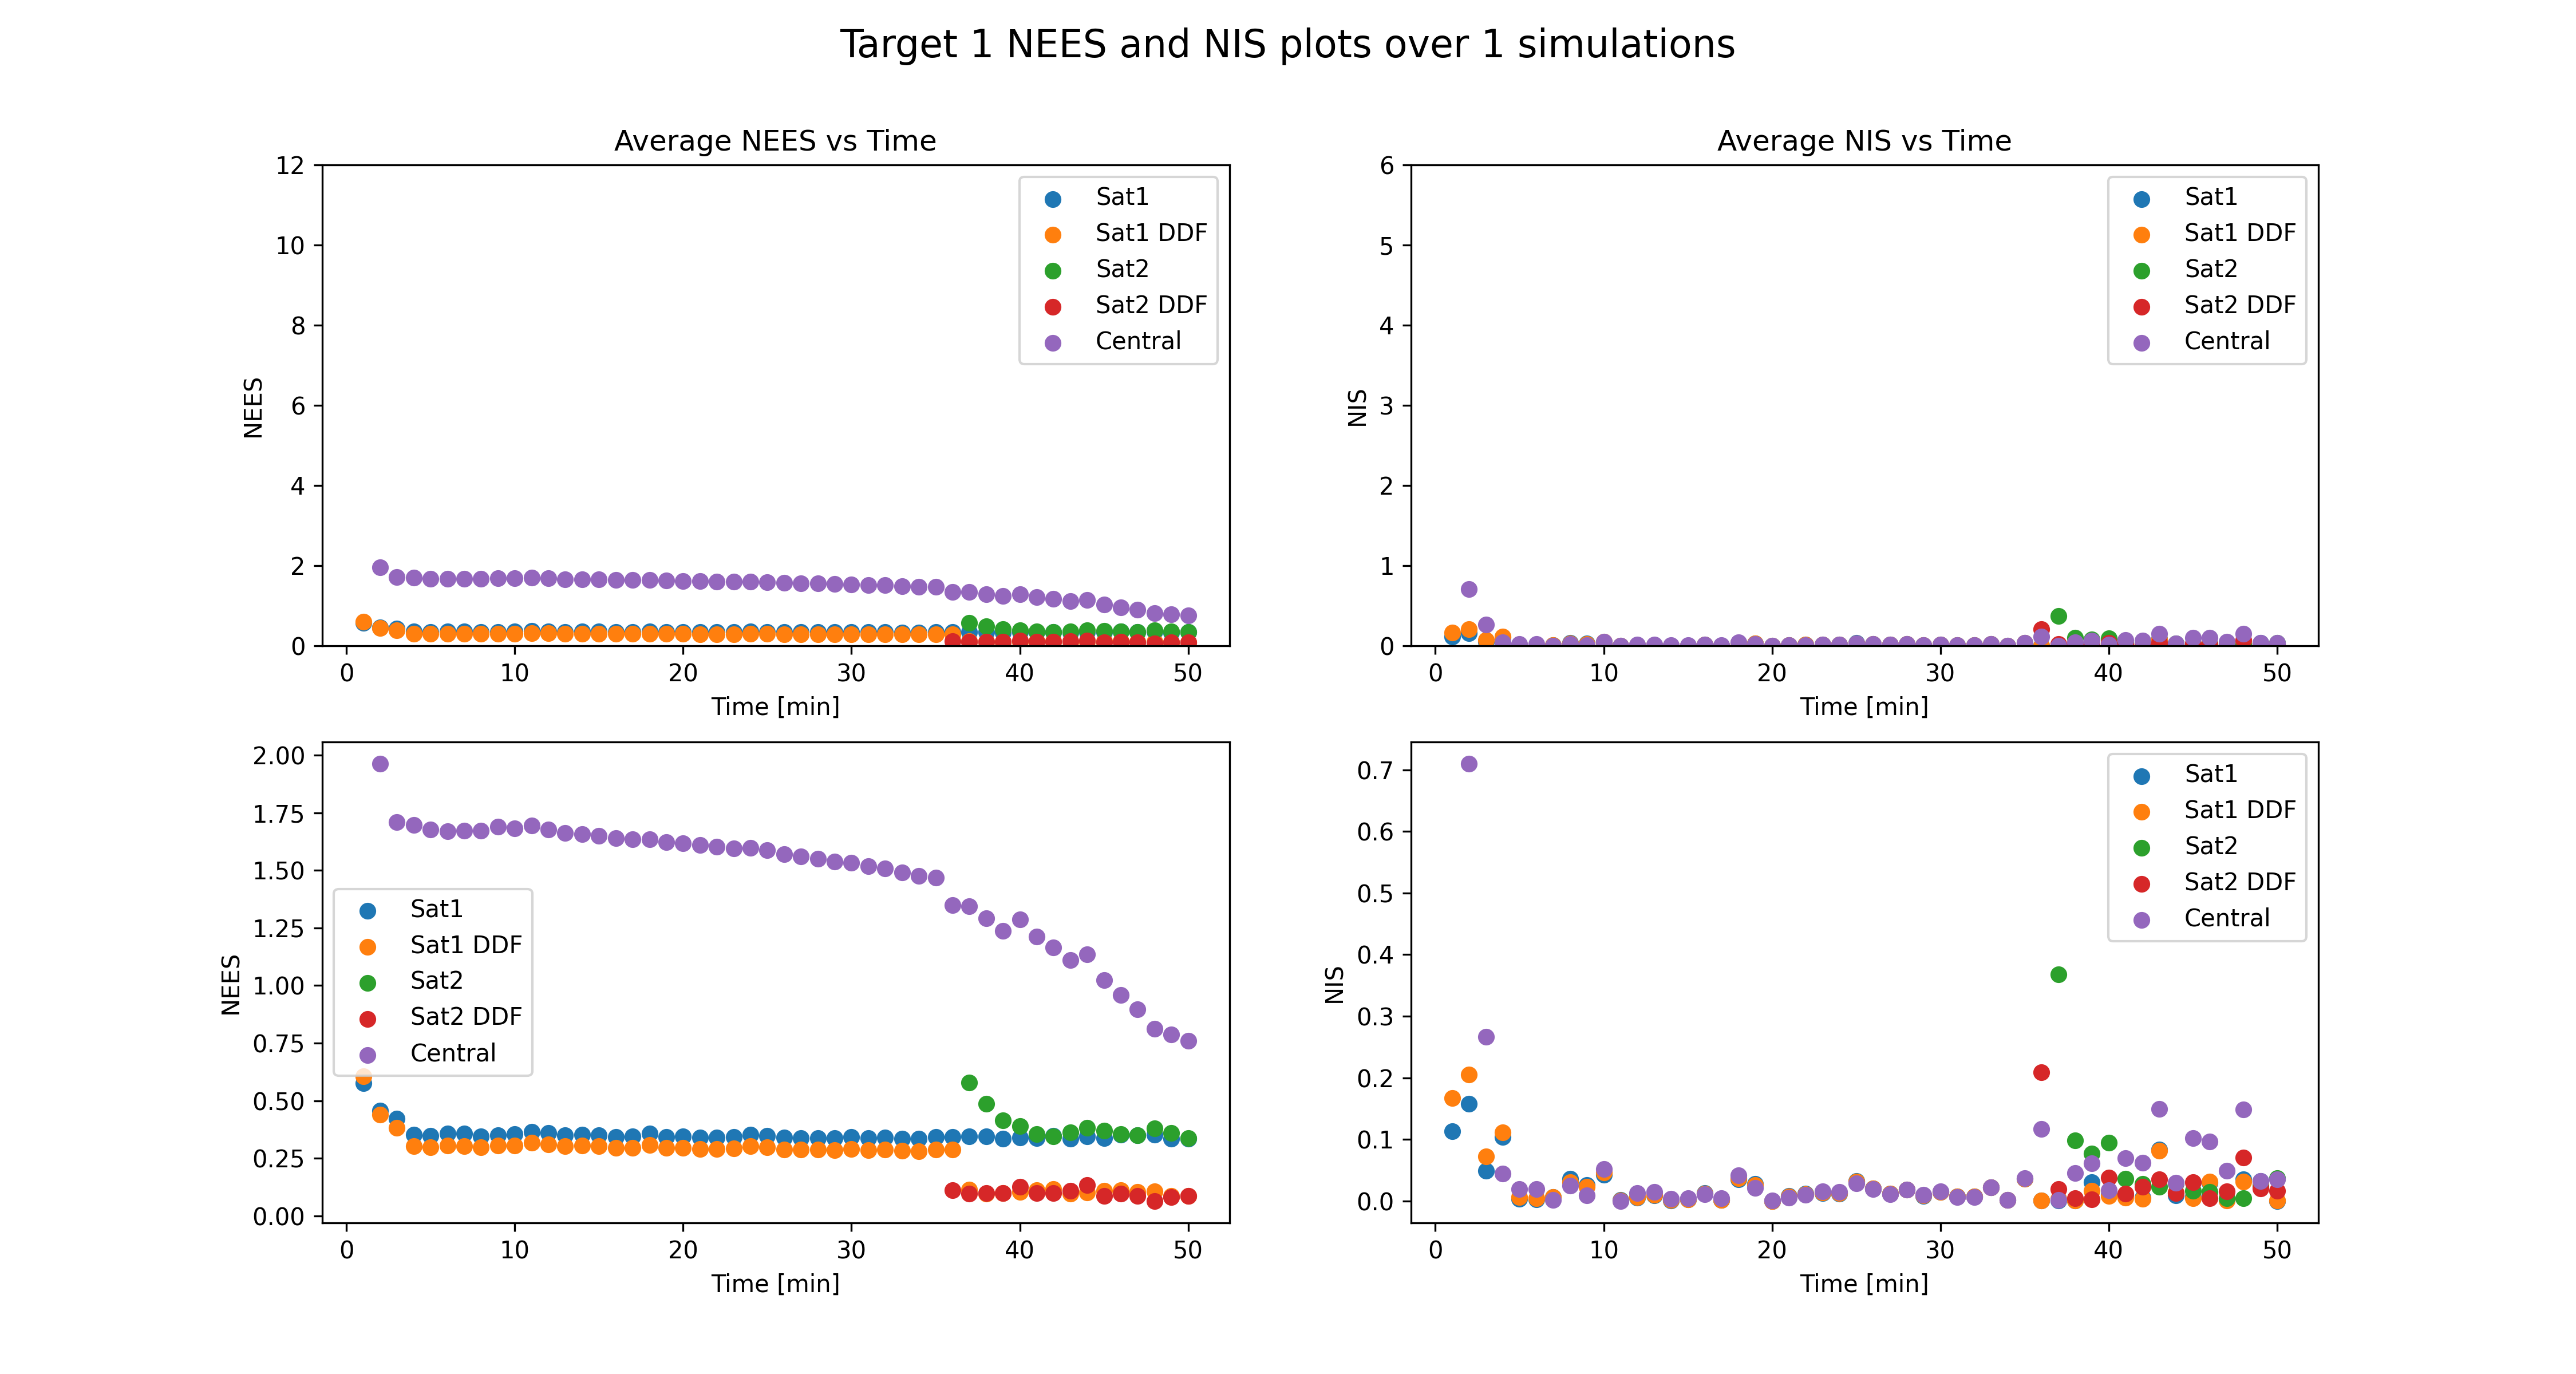 Target 1 NEES and NIS plots over 1 simulations
Average NEES vs Time
12
10
8
6
4
2
0
NEES
0 10 20 30 40 50
Time [min]
Sat1
Sat1 DDF
Sat2
Sat2 DDF
Central
Average NIS vs Time
6
5
4
3
2
1
0
NIS
0 10 20 30 40 50
Time [min]
Sat1
Sat1 DDF
Sat2
Sat2 DDF
Central
2.00
1.75
1.50
1.25
1.00
0.75
0.50
0.25
0.00
NEES
0 10 20 30 40 50
Time [min]
Sat1
Sat1 DDF
Sat2
Sat2 DDF
Central
0.7
0.6
0.5
0.4
0.3
0.2
0.1
0.0
NIS
0 10 20 30 40 50
Time [min]
Sat1
Sat1 DDF
Sat2
Sat2 DDF
Central